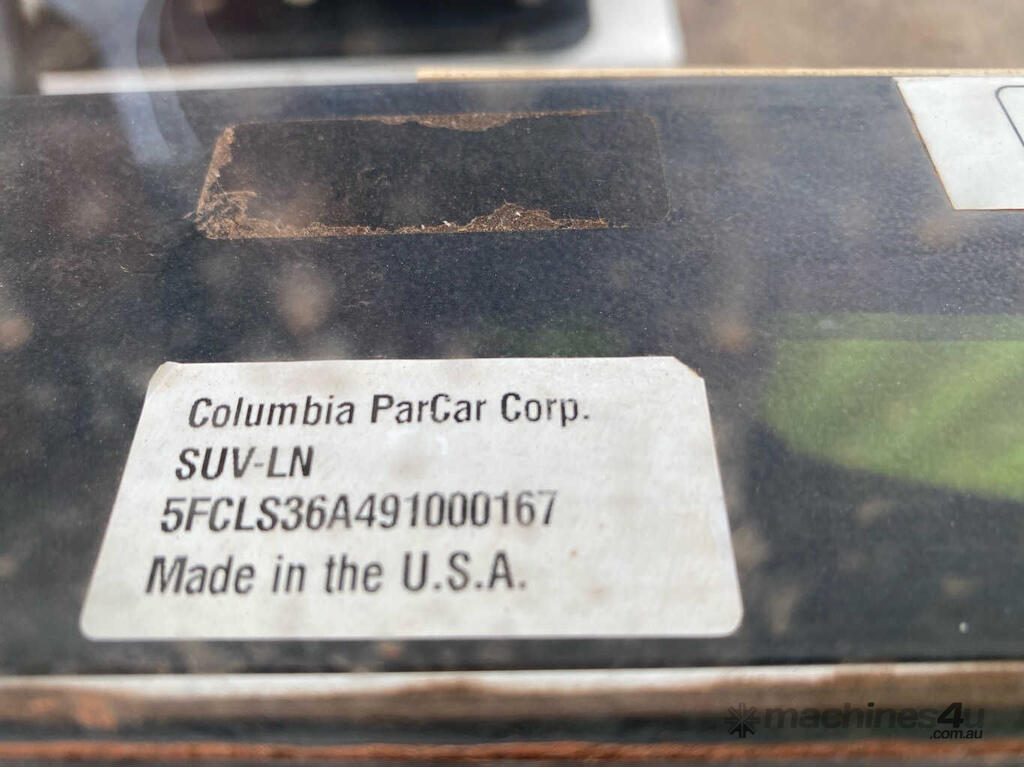 Columbia ParCar Corp.
SUV-LN
5FCLS36A491000167
Made in the U.S.A.
machines4u
.com.au